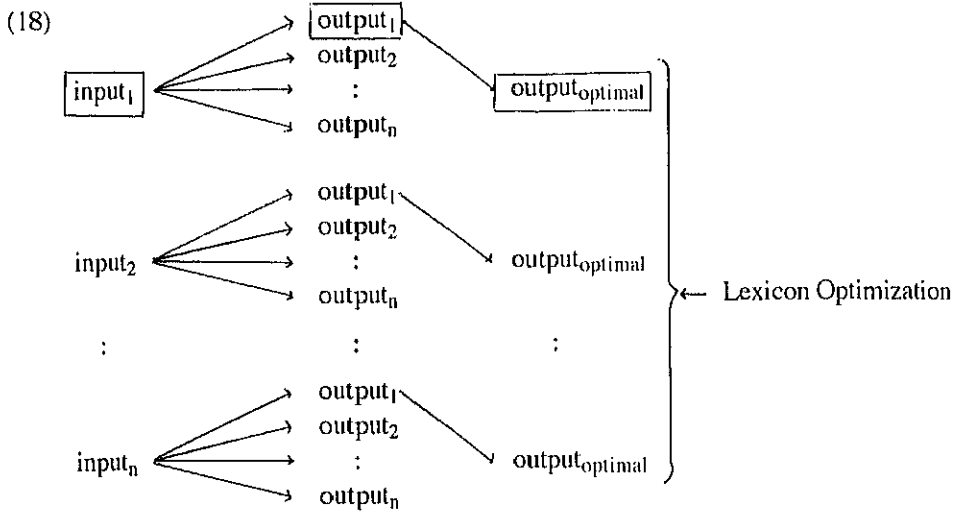 (18)
output₁
output₂
input₁ : output_optimal
outputₙ
output₁
output₂
input₂ : output_optimal
outputₙ
Lexicon Optimization
: : :
output₁
output₂
inputₙ : output_optimal
outputₙ